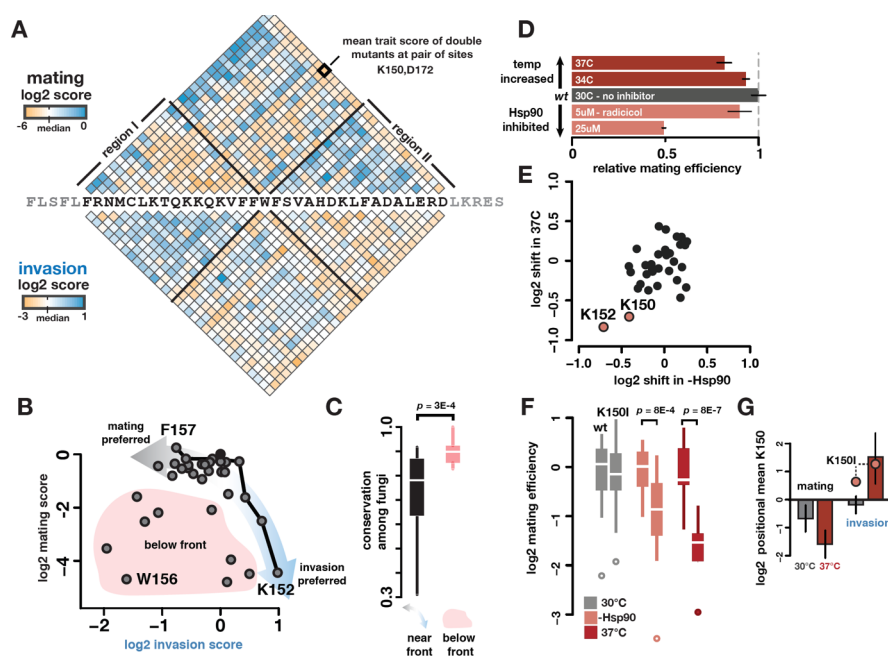 A
mating
log2 score
-6
median
0
region I
mean trait score of double
mutants at pair of sites
K150,D172
region II
FLSFLFRNMCLKTQKKQKVFFWFSVAHDKLFADALERDLKRES
invasion
log2 score
-3
median
1
D
temp
increased
wt
Hsp90
inhibited
37C
34C
30C - no inhibitor
5uM - radicicol
25uM
0
0.5
1
relative mating efficiency
E
log2 shift in 37C
1.0
0.5
0.0
-0.5
-1.0
K152
K150
-1.0
-0.5
0
0.5
1.0
log2 shift in -Hsp90
B
mating
preferred
F157
log2 mating score
0
-2
-4
below front
W156
invasion
preferred
K152
-2
-1
0
1
log2 invasion score
C
p = 3E-4
conservation
among fungi
1.0
0.3
near
front
below
front
F
K150I
wt
p = 8E-4
p = 8E-7
log2 mating efficiency
1
0
-1
-2
-3
30°C
-Hsp90
37°C
G
log2 positional mean K150
2
1
0
-1
-2
K150I
mating
invasion
30°C
37°C